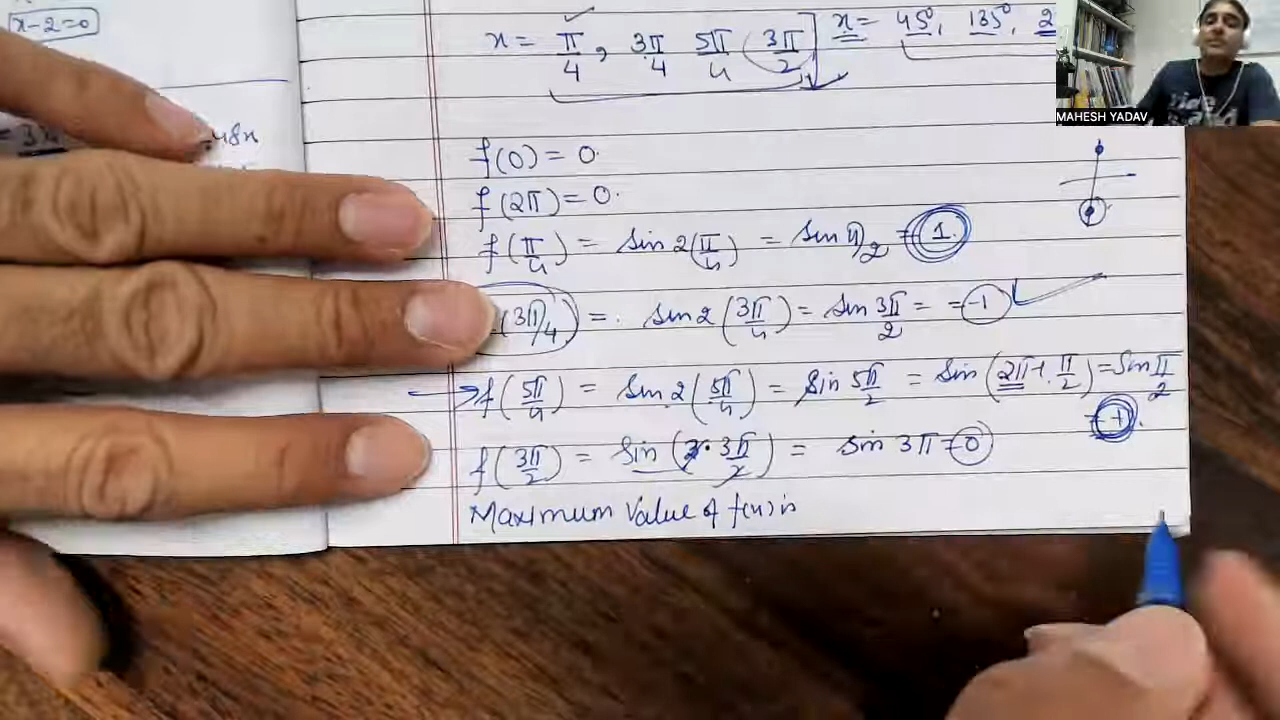 x-2=0
x = π/4, 3π/4 5π/4 3π/2 x = 45°, 135°, 2
MAHESH YADAV
48x
f(0) = 0.
f(2π) = 0.
f(π/4) = Sin 2(π/4) = Sin π/2 = 1.
(3π/4) = . Sin 2(3π/4) = Sin 3π/2 = = -1
→ f(5π/4) = Sin 2(5π/4) = Sin 5π/2 = Sin(2π+π/2) = Sin π/2
= 1.
f(3π/2) = Sin(2·3π/2) = Sin 3π = 0
Maximum Value of f(x) is